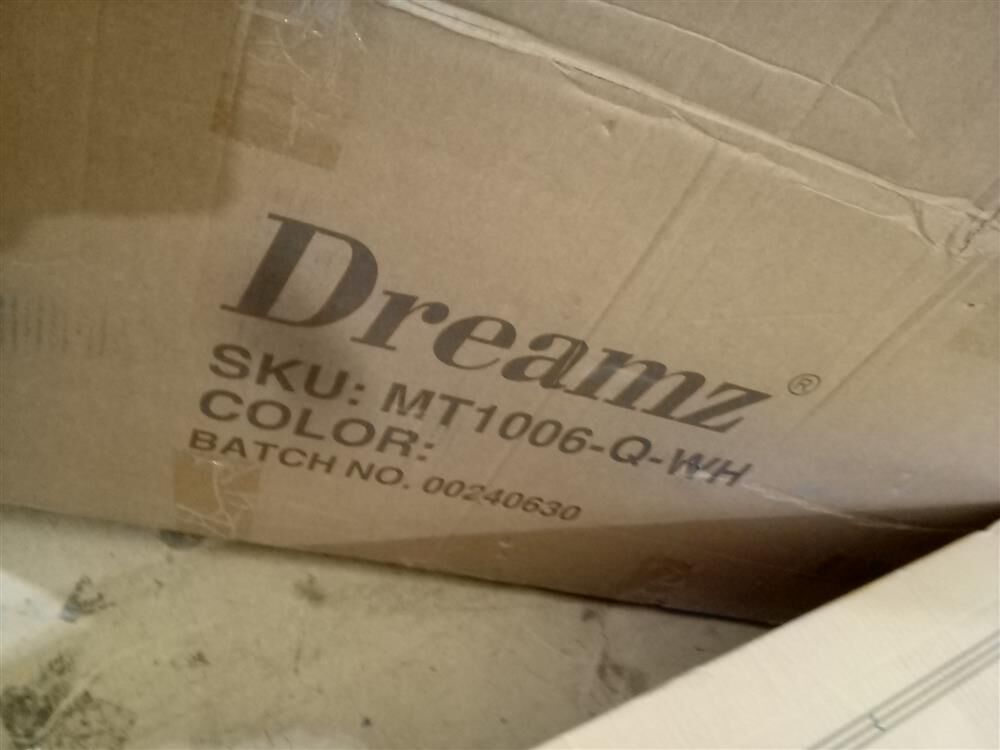 Dreamz®
SKU: MT1006-Q-WH
COLOR:
BATCH NO. 00240630